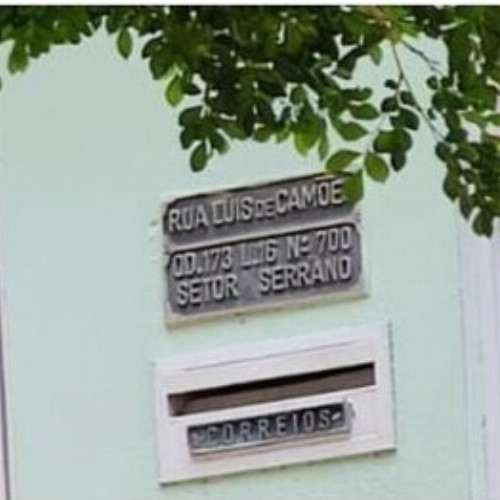 RUA LUIS DE CAMOE
QD.173 L.16 Nº 700
SETOR SERRANO
CORREIOS